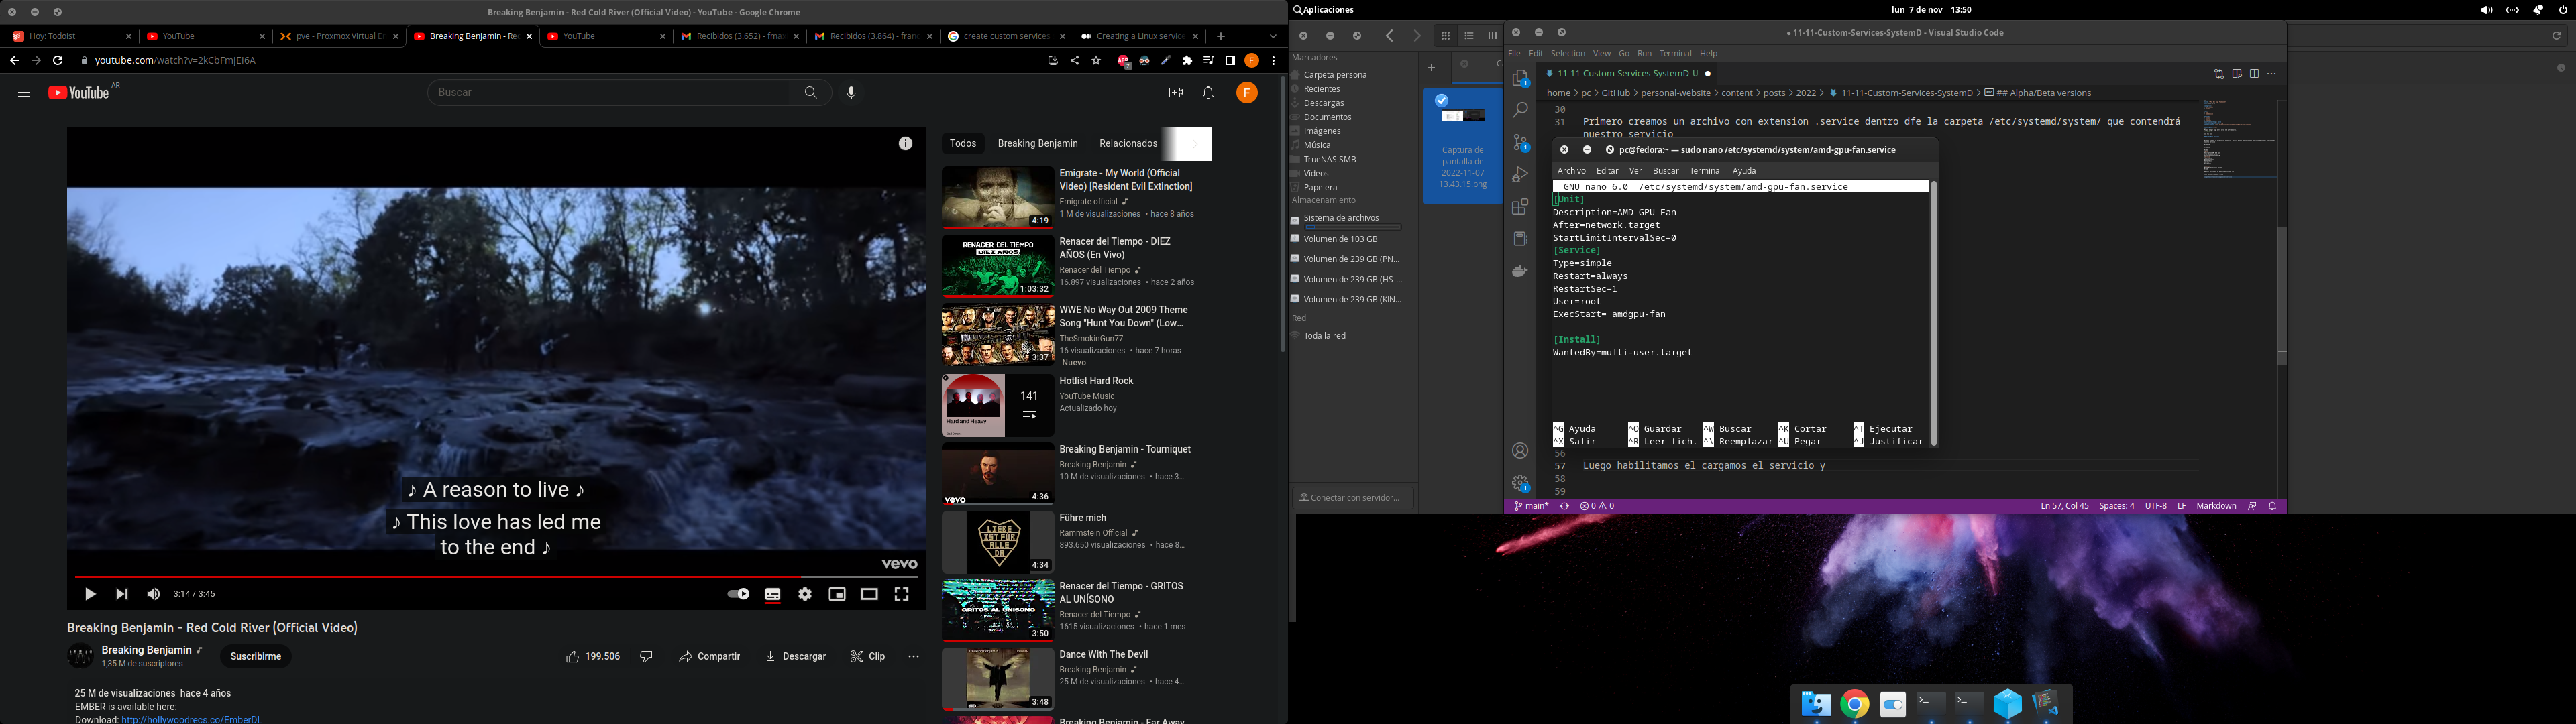 Breaking Benjamin - Red Cold River (Official Video) - YouTube - Google Chrome
Hoy: Todoist
YouTube
pve - Proxmox Virtual E
Breaking Benjamin - Re
YouTube
Recibidos (3.652) - fma
Recibidos (3.864) - fran
create custom services
Creating a Linux service
youtube.com/watch?v=2kCbFmjEI6A
YouTube AR
Buscar
F
♪ A reason to live ♪
♪ This love has led me
to the end ♪
vevo
3:14 / 3:45
Breaking Benjamin - Red Cold River (Official Video)
Breaking Benjamin
1,35 M de suscriptores
Suscribirme
199.506
Compartir
Descargar
Clip
25 M de visualizaciones hace 4 años
EMBER is available here:
Download: http://hollywoodrecs.co/EmberDL
Todos
Breaking Benjamin
Relacionados
4:19
Emigrate - My World (Official
Video) [Resident Evil Extinction]
Emigrate official
1 M de visualizaciones • hace 8 años
RENACER DEL TIEMPO
DIEZ AÑOS
1:03:32
Renacer del Tiempo - DIEZ
AÑOS (En Vivo)
Renacer del Tiempo
16.897 visualizaciones • hace 2 años
3:37
WWE No Way Out 2009 Theme
Song "Hunt You Down" (Low...
TheSmokinGun77
16 visualizaciones • hace 7 horas
Nuevo
Hard and Heavy
141
Hotlist Hard Rock
YouTube Music
Actualizado hoy
vevo
4:36
Breaking Benjamin - Tourniquet
Breaking Benjamin
10 M de visualizaciones • hace 3...
LIEBE
IST FÜR
ALLE
DA
4:34
Führe mich
Rammstein Official
893.650 visualizaciones • hace 8...
GRITOS AL UNISONO
3:50
Renacer del Tiempo - GRITOS
AL UNÍSONO
Renacer del Tiempo
1615 visualizaciones • hace 1 mes
3:48
Dance With The Devil
Breaking Benjamin
25 M de visualizaciones • hace 4...
Breaking Benjamin - Far Away
Aplicaciones
lun 7 de nov 13:50
Marcadores
Carpeta personal
Recientes
Descargas
Documentos
Imágenes
Música
TrueNAS SMB
Vídeos
Papelera
Almacenamiento
Sistema de archivos
Volumen de 103 GB
Volumen de 239 GB (PN...
Volumen de 239 GB (HS-...
Volumen de 239 GB (KIN...
Red
Toda la red
Conectar con servidor...
Captura de
pantalla de
2022-11-07
13.43.15.png
● 11-11-Custom-Services-SystemD - Visual Studio Code
File Edit Selection View Go Run Terminal Help
11-11-Custom-Services-SystemD U ●
home > pc > GitHub > personal-website > content > posts > 2022 > 11-11-Custom-Services-SystemD > ## Alpha/Beta versions
30
31 Primero creamos un archivo con extension .service dentro dfe la carpeta /etc/systemd/system/ que contendrá
nuestro servicio
pc@fedora:~ — sudo nano /etc/systemd/system/amd-gpu-fan.service
Archivo Editar Ver Buscar Terminal Ayuda
GNU nano 6.0 /etc/systemd/system/amd-gpu-fan.service
[Unit]
Description=AMD GPU Fan
After=network.target
StartLimitIntervalSec=0
[Service]
Type=simple
Restart=always
RestartSec=1
User=root
ExecStart= amdgpu-fan
[Install]
WantedBy=multi-user.target
^G Ayuda ^O Guardar ^W Buscar ^K Cortar ^T Ejecutar
^X Salir ^R Leer fich. ^\ Reemplazar ^U Pegar ^J Justificar
56
57 Luego habilitamos el cargamos el servicio y
58
59
main* 0 0
Ln 57, Col 45 Spaces: 4 UTF-8 LF Markdown